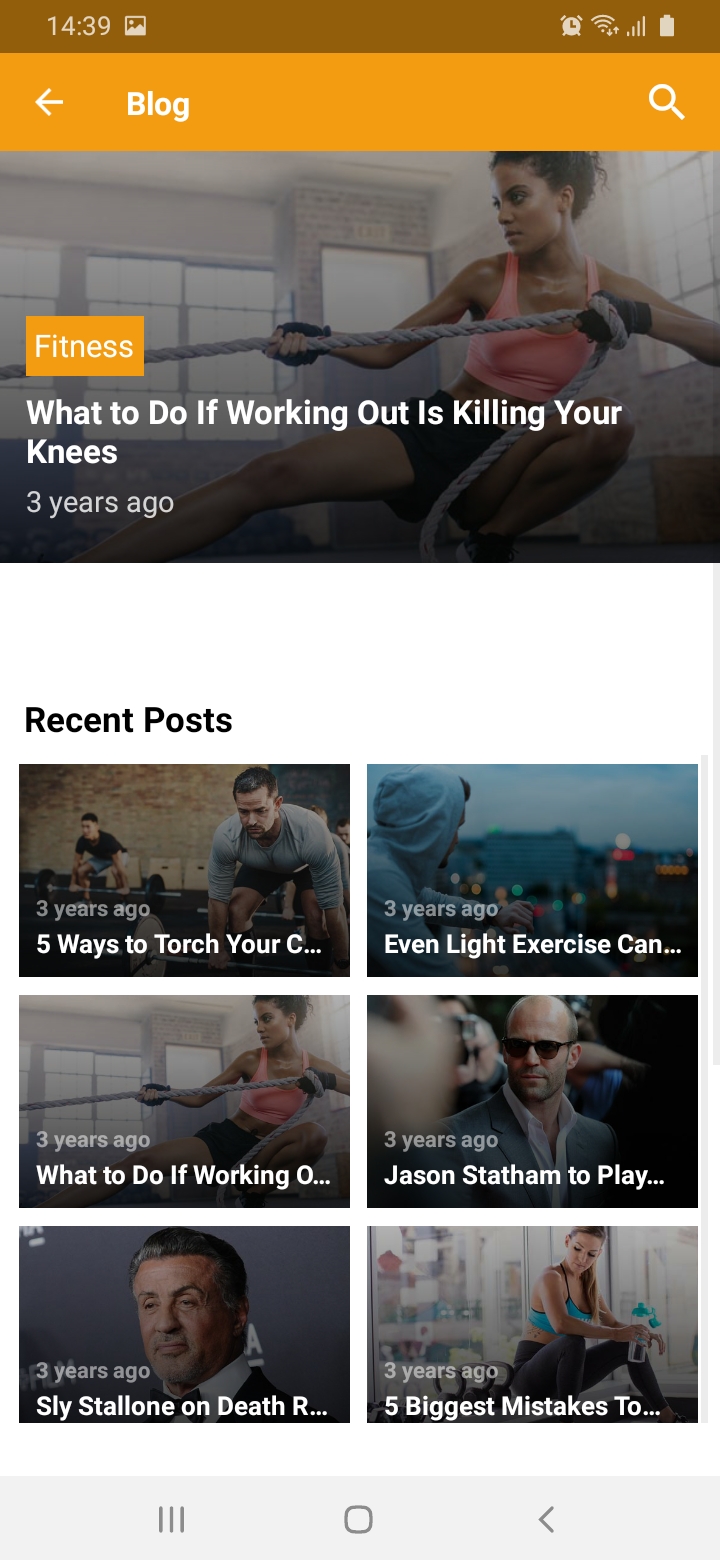 14:39
Blog
Fitness
What to Do If Working Out Is Killing Your
Knees
3 years ago
Recent Posts
3 years ago
5 Ways to Torch Your C...
3 years ago
Even Light Exercise Can...
3 years ago
What to Do If Working O...
3 years ago
Jason Statham to Play...
3 years ago
Sly Stallone on Death R...
3 years ago
5 Biggest Mistakes To...